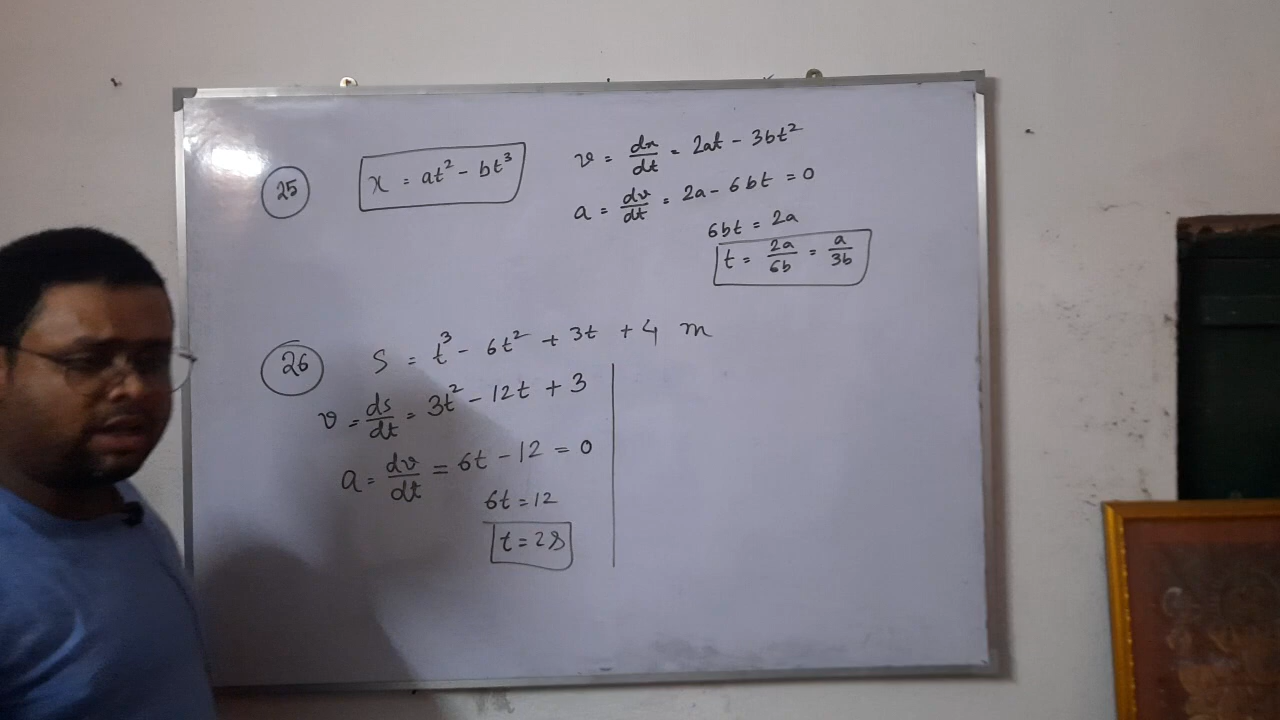 25 x = at² - bt³
v = dx/dt = 2at - 3bt²
a = dv/dt = 2a - 6bt = 0
6bt = 2a
t = 2a/6b = a/3b
26 S = t³ - 6t² + 3t + 4 m
v = ds/dt = 3t² - 12t + 3
a = dv/dt = 6t - 12 = 0
6t = 12
t = 2s